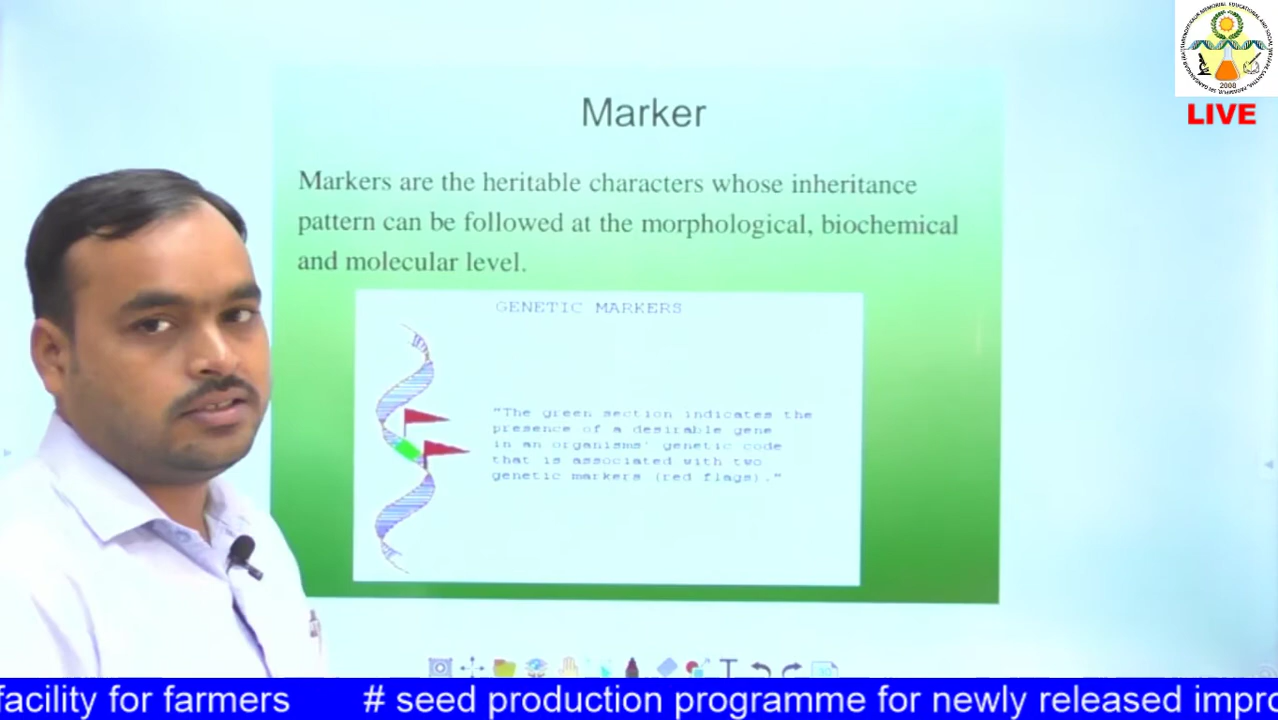 2008
LIVE
Marker
Markers are the heritable characters whose inheritance
pattern can be followed at the morphological, biochemical
and molecular level.
GENETIC MARKERS
"The green section indicates the
presence of a desirable gene
in an organisms' genetic code
that is associated with two
genetic markers (red flags)."
facility for farmers # seed production programme for newly released impro